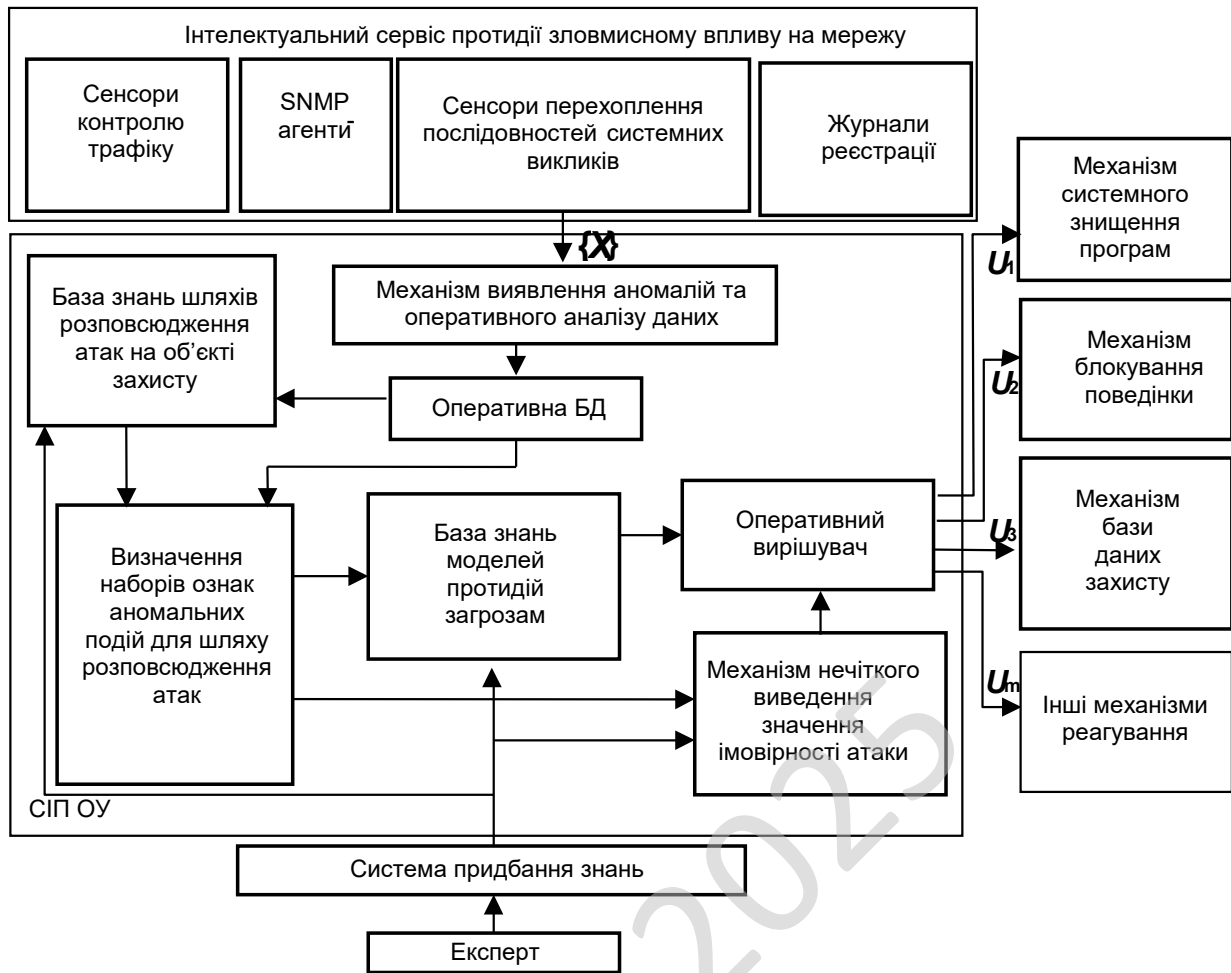 Інтелектуальний сервіс протидії зловмисному впливу на мережу
Сенсори
контролю
трафіку
SNMP
агенти
Сенсори перехоплення
послідовностей системних
викликів
Журнали
реєстрації
Механізм
системного
знищення
програм
{X}
U1
База знань шляхів
розповсюдження
атак на об’єкті
захисту
Механізм виявлення аномалій та
оперативного аналізу даних
Оперативна БД
Механізм
блокування
поведінки
U2
Визначення
наборів ознак
аномальних
подій для шляху
розповсюдження
атак
База знань
моделей
протидій
загрозам
Оперативний
вирішувач
U3
Механізм
бази
даних
захисту
Механізм нечіткого
виведення
значення
імовірності атаки
Um
Інші механізми
реагування
СІП ОУ
Система придбання знань
Експерт
2025